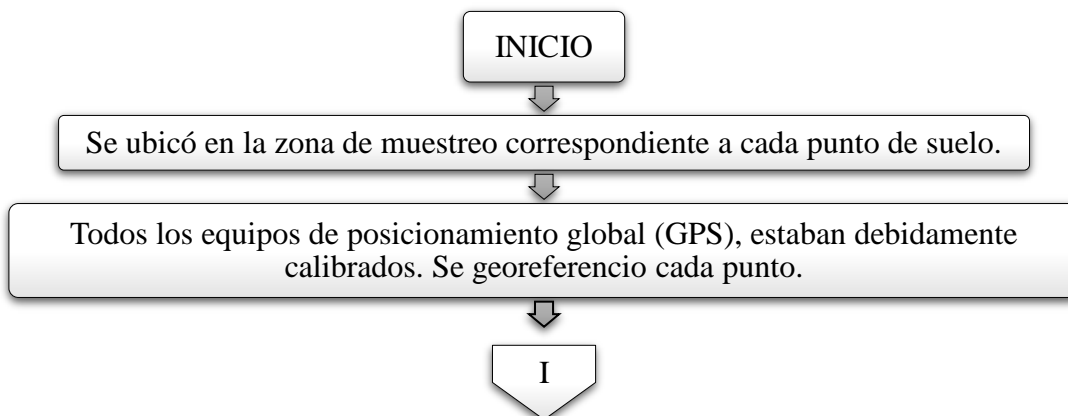 INICIO
Se ubicó en la zona de muestreo correspondiente a cada punto de suelo.
Todos los equipos de posicionamiento global (GPS), estaban debidamente
calibrados. Se georeferencio cada punto.
I